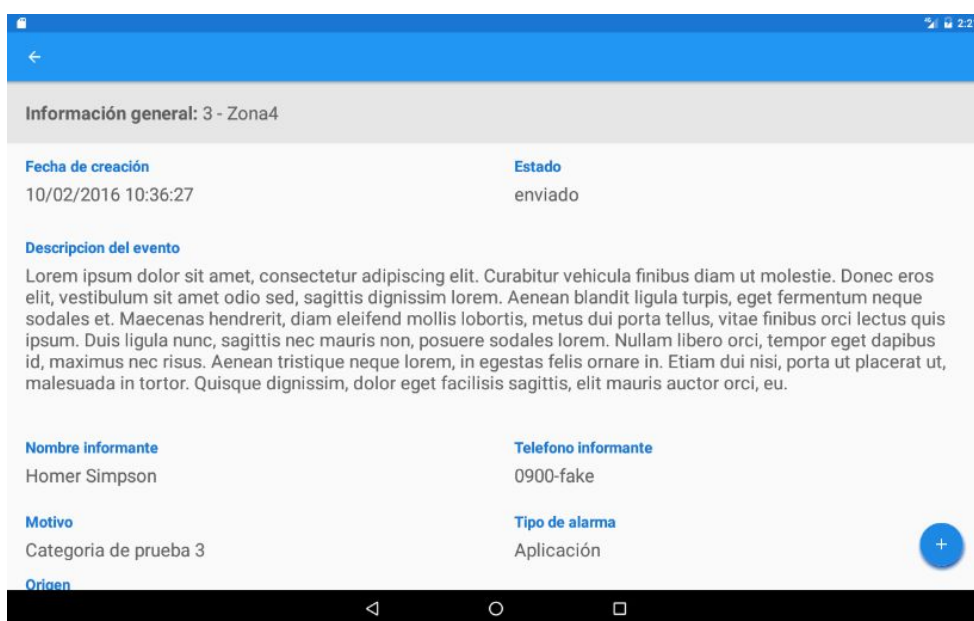 2:2
Información general: 3 - Zona4
Fecha de creación
Estado
10/02/2016 10:36:27
enviado
Descripcion del evento
Lorem ipsum dolor sit amet, consectetur adipiscing elit. Curabitur vehicula finibus diam ut molestie. Donec eros
elit, vestibulum sit amet odio sed, sagittis dignissim lorem. Aenean blandit ligula turpis, eget fermentum neque
sodales et. Maecenas hendrerit, diam eleifend mollis lobortis, metus dui porta tellus, vitae finibus orci lectus quis
ipsum. Duis ligula nunc, sagittis nec mauris non, posuere sodales lorem. Nullam libero orci, tempor eget dapibus
id, maximus nec risus. Aenean tristique neque lorem, in egestas felis ornare in. Etiam dui nisi, porta ut placerat ut,
malesuada in tortor. Quisque dignissim, dolor eget facilisis sagittis, elit mauris auctor orci, eu.
Nombre informante
Telefono informante
Homer Simpson
0900-fake
Motivo
Tipo de alarma
Categoria de prueba 3
Aplicación
Origen